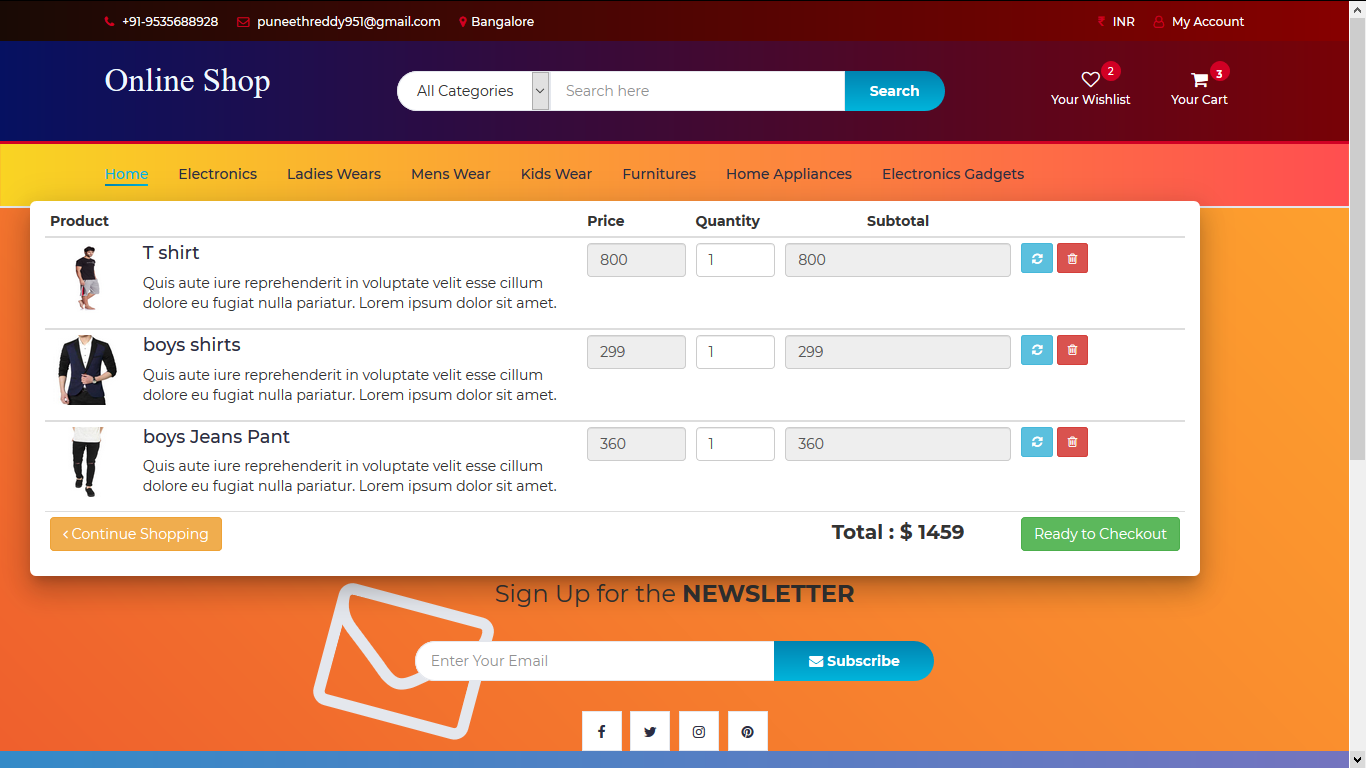 +91-9535688928 puneethreddy951@gmail.com Bangalore ₹ INR My Account
Online Shop
All Categories Search here Search
2
Your Wishlist
3
Your Cart
Home Electronics Ladies Wears Mens Wear Kids Wear Furnitures Home Appliances Electronics Gadgets
Product Price Quantity Subtotal
T shirt
Quis aute iure reprehenderit in voluptate velit esse cillum
dolore eu fugiat nulla pariatur. Lorem ipsum dolor sit amet.
800 1 800
boys shirts
Quis aute iure reprehenderit in voluptate velit esse cillum
dolore eu fugiat nulla pariatur. Lorem ipsum dolor sit amet.
299 1 299
boys Jeans Pant
Quis aute iure reprehenderit in voluptate velit esse cillum
dolore eu fugiat nulla pariatur. Lorem ipsum dolor sit amet.
360 1 360
Continue Shopping Total : $ 1459 Ready to Checkout
Sign Up for the NEWSLETTER
Enter Your Email Subscribe